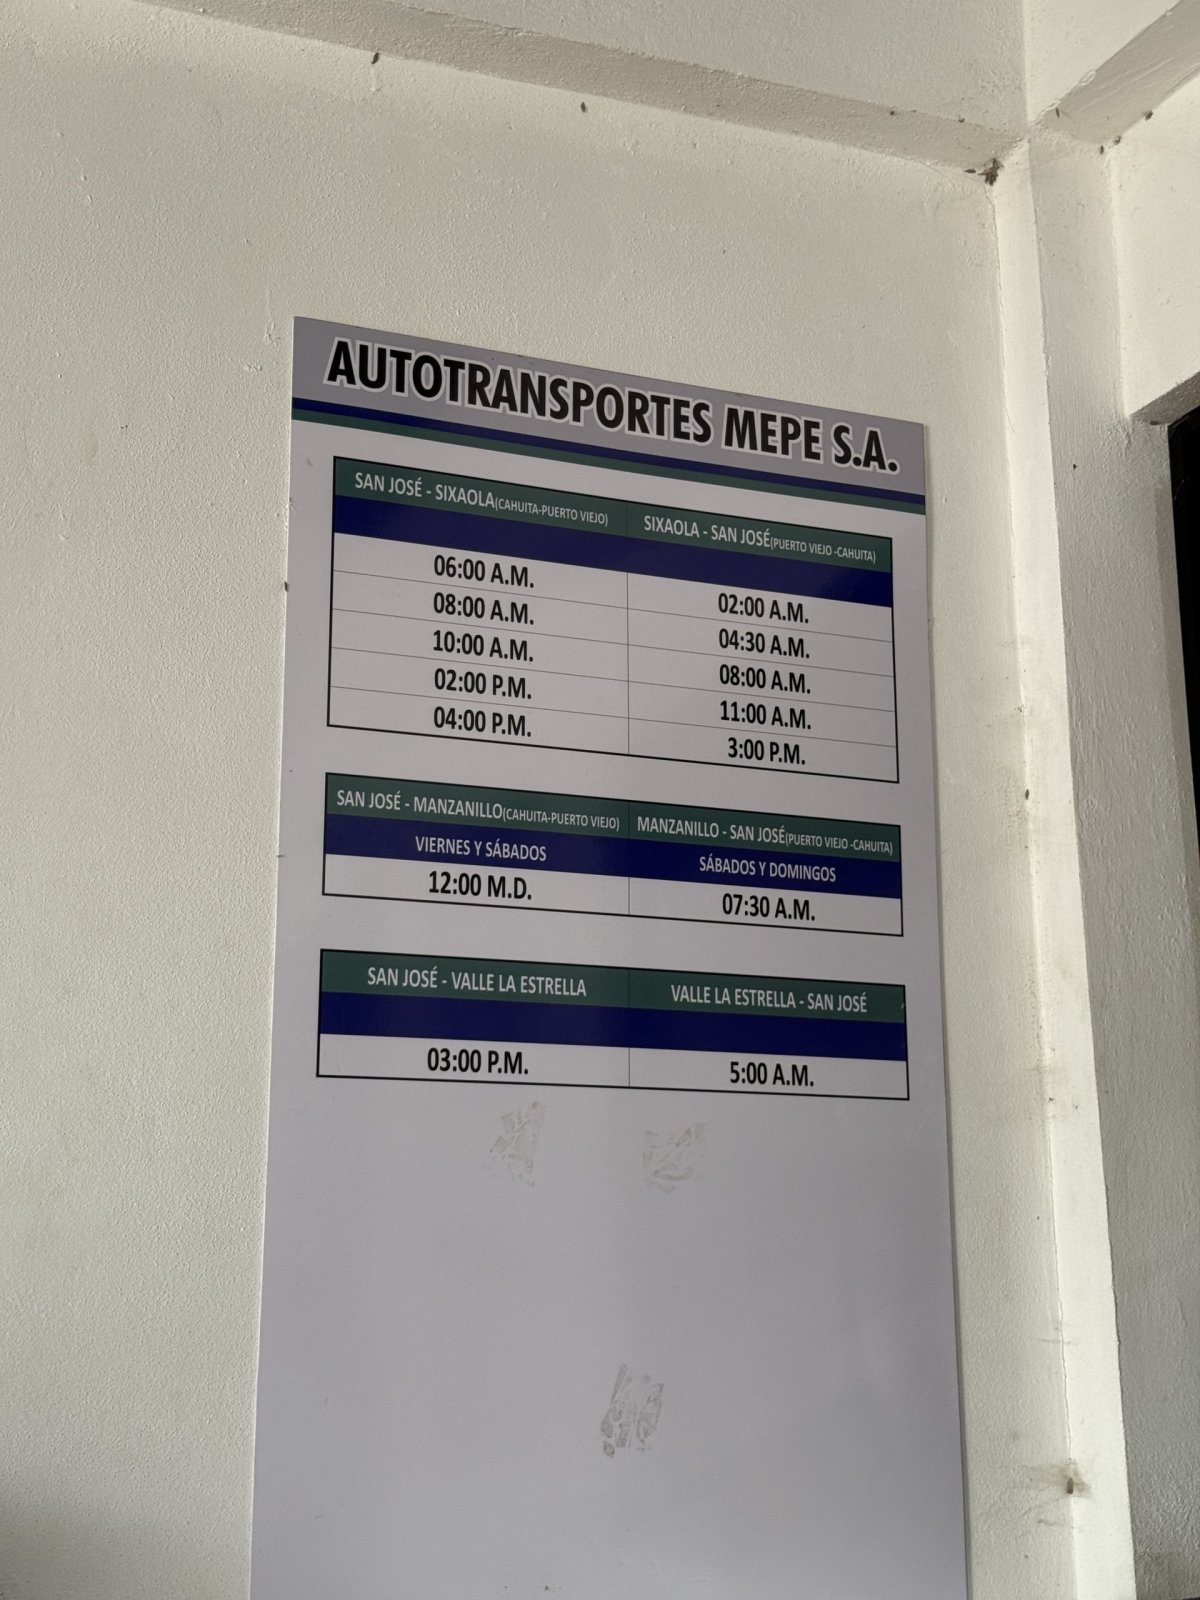 AUTOTRANSPORTES MEPE S.A.
SAN JOSÉ - SIXAOLA(CAHUITA-PUERTO VIEJO)
SIXAOLA - SAN JOSÉ(PUERTO VIEJO -CAHUITA)
06:00 A.M.
02:00 A.M.
08:00 A.M.
04:30 A.M.
10:00 A.M.
08:00 A.M.
02:00 P.M.
11:00 A.M.
04:00 P.M.
3:00 P.M.
SAN JOSÉ - MANZANILLO(CAHUITA-PUERTO VIEJO)
MANZANILLO - SAN JOSÉ(PUERTO VIEJO -CAHUITA)
VIERNES Y SÁBADOS
SÁBADOS Y DOMINGOS
12:00 M.D.
07:30 A.M.
SAN JOSÉ - VALLE LA ESTRELLA
VALLE LA ESTRELLA - SAN JOSÉ
03:00 P.M.
5:00 A.M.